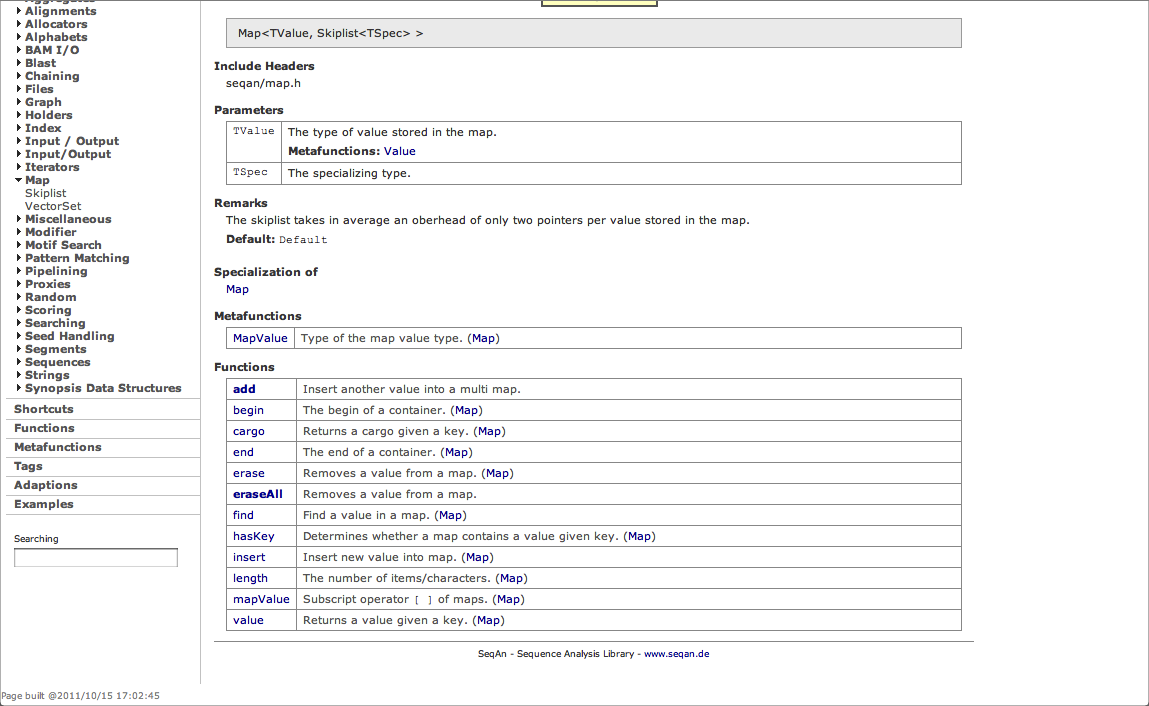 Alignments
Allocators
Alphabets
BAM I/O
Blast
Chaining
Files
Graph
Holders
Index
Input / Output
Input/Output
Iterators
Map
Skiplist
VectorSet
Miscellaneous
Modifier
Motif Search
Pattern Matching
Pipelining
Proxies
Random
Scoring
Searching
Seed Handling
Segments
Sequences
Strings
Synopsis Data Structures
Shortcuts
Functions
Metafunctions
Tags
Adaptions
Examples
Searching
Map<TValue, Skiplist<TSpec> >
Include Headers
seqan/map.h
Parameters
TValue The type of value stored in the map.
Metafunctions: Value
TSpec The specializing type.
Remarks
The skiplist takes in average an oberhead of only two pointers per value stored in the map.
Default: Default
Specialization of
Map
Metafunctions
MapValue Type of the map value type. (Map)
Functions
add Insert another value into a multi map.
begin The begin of a container. (Map)
cargo Returns a cargo given a key. (Map)
end The end of a container. (Map)
erase Removes a value from a map. (Map)
eraseAll Removes a value from a map.
find Find a value in a map. (Map)
hasKey Determines whether a map contains a value given key. (Map)
insert Insert new value into map. (Map)
length The number of items/characters. (Map)
mapValue Subscript operator [ ] of maps. (Map)
value Returns a value given a key. (Map)
SeqAn - Sequence Analysis Library - www.seqan.de
Page built @2011/10/15 17:02:45